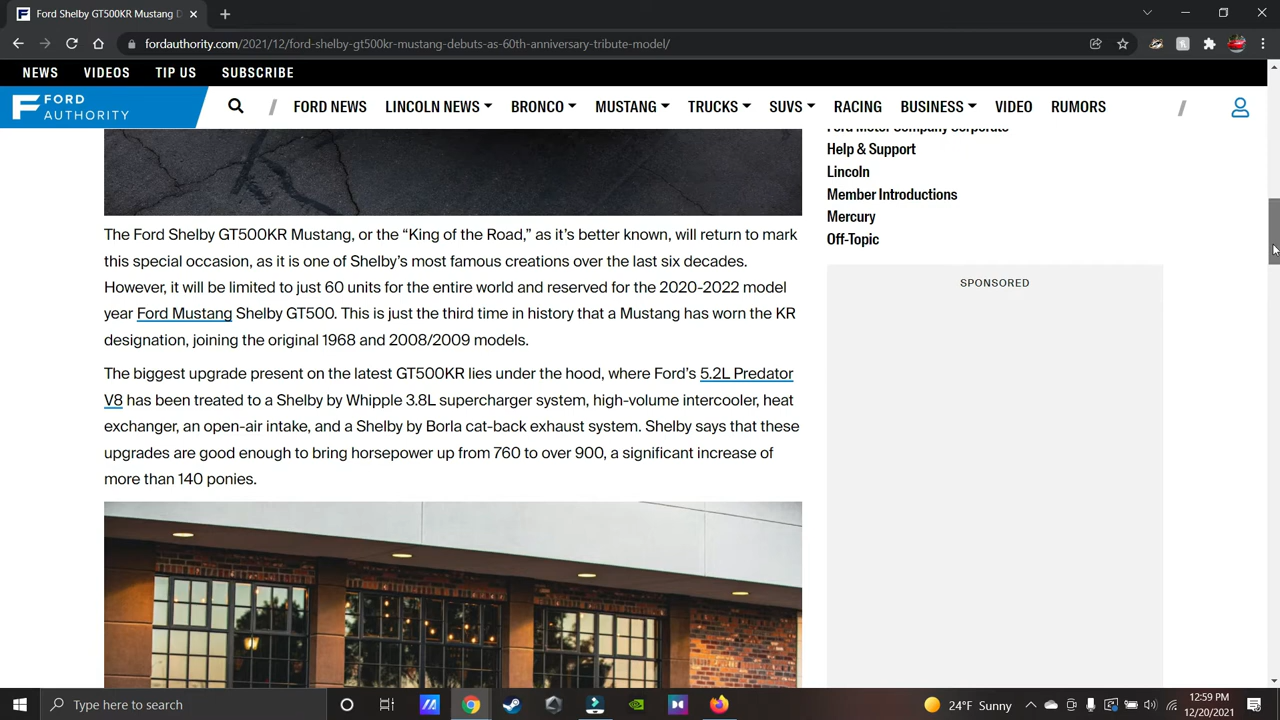 Ford Shelby GT500KR Mustang D
fordauthority.com/2021/12/ford-shelby-gt500kr-mustang-debuts-as-60th-anniversary-tribute-model/
NEWS VIDEOS TIP US SUBSCRIBE
FORD AUTHORITY
// FORD NEWS LINCOLN NEWS BRONCO MUSTANG TRUCKS SUVS RACING BUSINESS VIDEO RUMORS //
Ford Motor Company Corporate
Help & Support
Lincoln
Member Introductions
Mercury
Off-Topic
SPONSORED
The Ford Shelby GT500KR Mustang, or the “King of the Road,” as it’s better known, will return to mark
this special occasion, as it is one of Shelby’s most famous creations over the last six decades.
However, it will be limited to just 60 units for the entire world and reserved for the 2020-2022 model
year Ford Mustang Shelby GT500. This is just the third time in history that a Mustang has worn the KR
designation, joining the original 1968 and 2008/2009 models.
The biggest upgrade present on the latest GT500KR lies under the hood, where Ford’s 5.2L Predator
V8 has been treated to a Shelby by Whipple 3.8L supercharger system, high-volume intercooler, heat
exchanger, an open-air intake, and a Shelby by Borla cat-back exhaust system. Shelby says that these
upgrades are good enough to bring horsepower up from 760 to over 900, a significant increase of
more than 140 ponies.
Type here to search
24°F Sunny
12:59 PM
12/20/2021